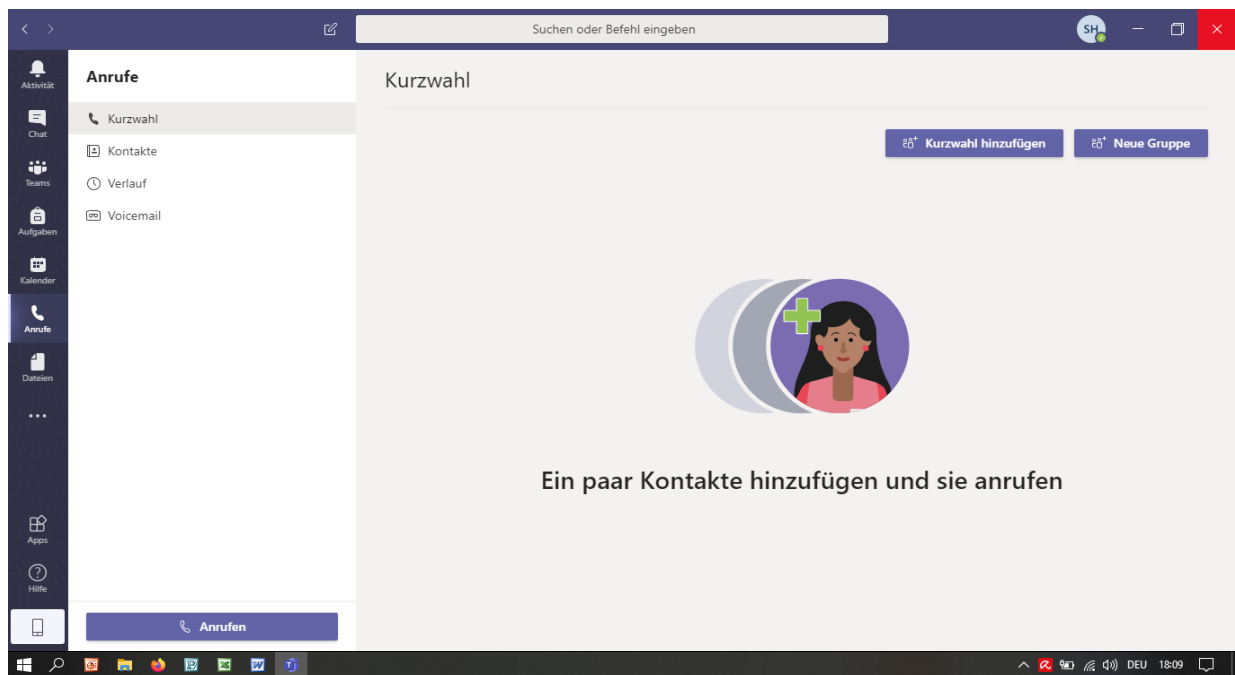 Suchen oder Befehl eingeben
SH
Aktivität
Chat
Teams
Aufgaben
Kalender
Anrufe
Dateien
Apps
Hilfe
Anrufe
Kurzwahl
Kontakte
Verlauf
Voicemail
Anrufen
Kurzwahl
Kurzwahl hinzufügen
Neue Gruppe
Ein paar Kontakte hinzufügen und sie anrufen
DEU
18:09